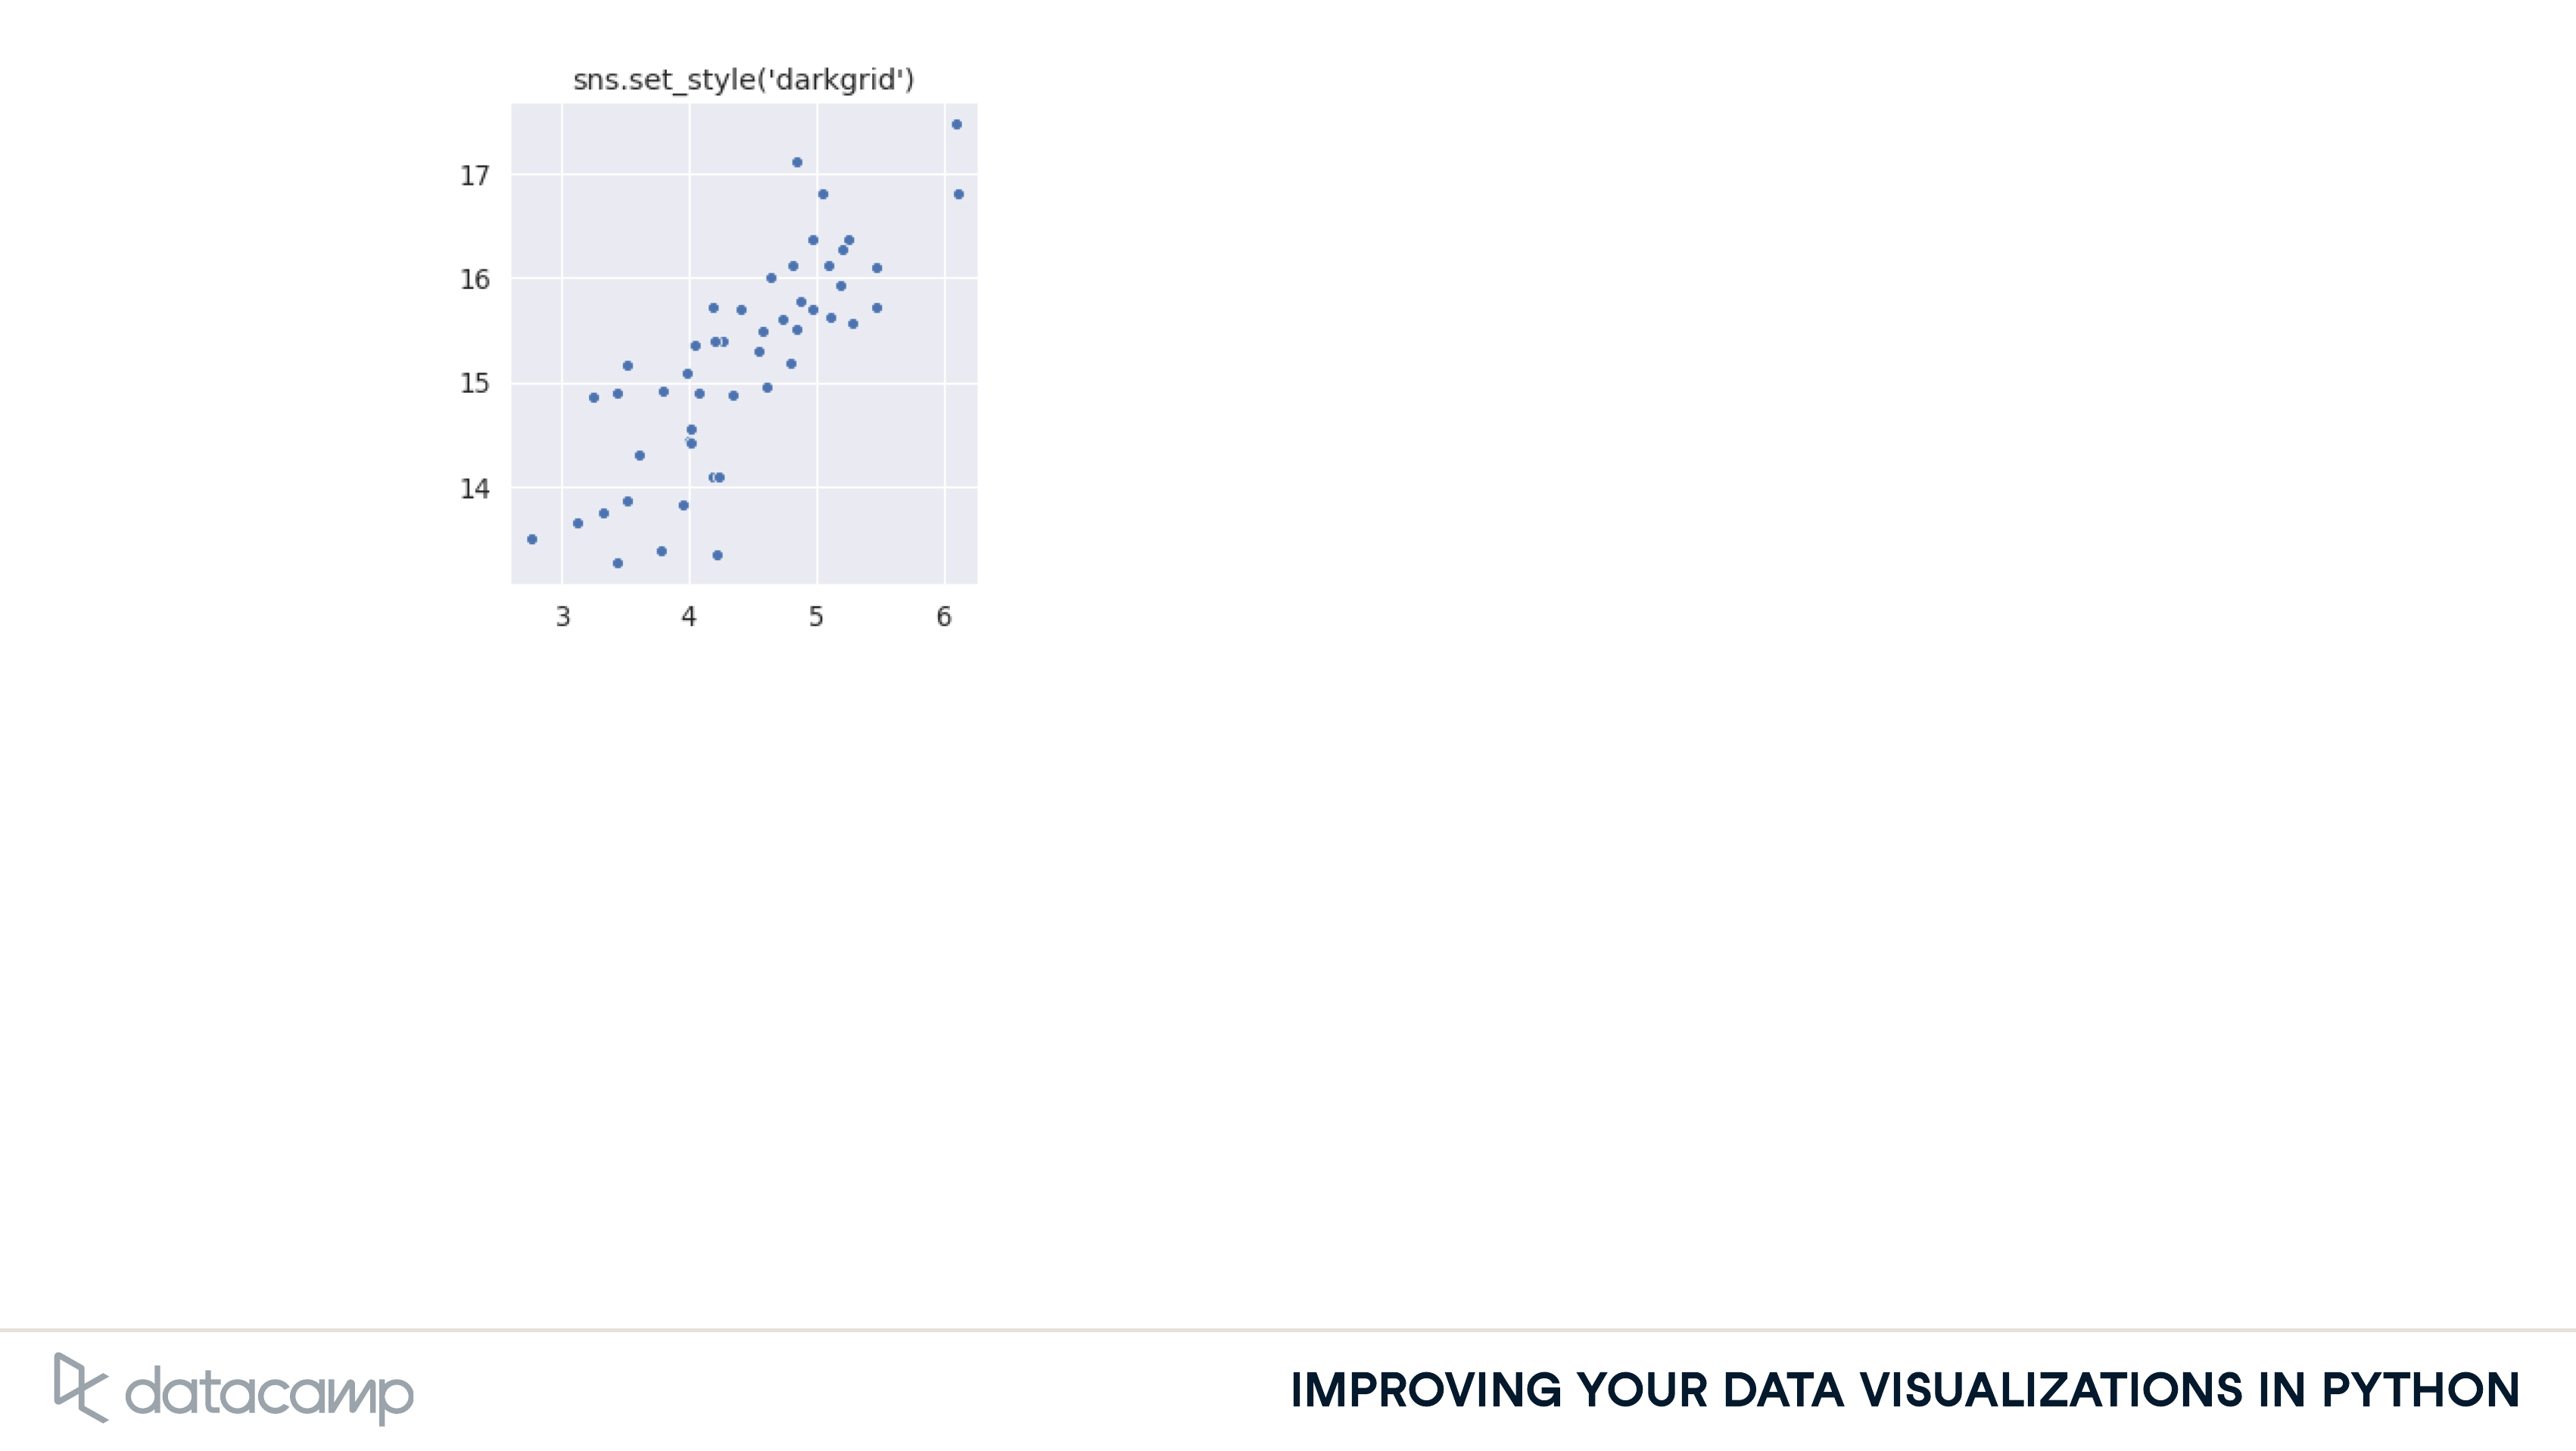 sns.set_style('darkgrid')
17
16
15
14
3 4 5 6
datacamp
IMPROVING YOUR DATA VISUALIZATIONS IN PYTHON